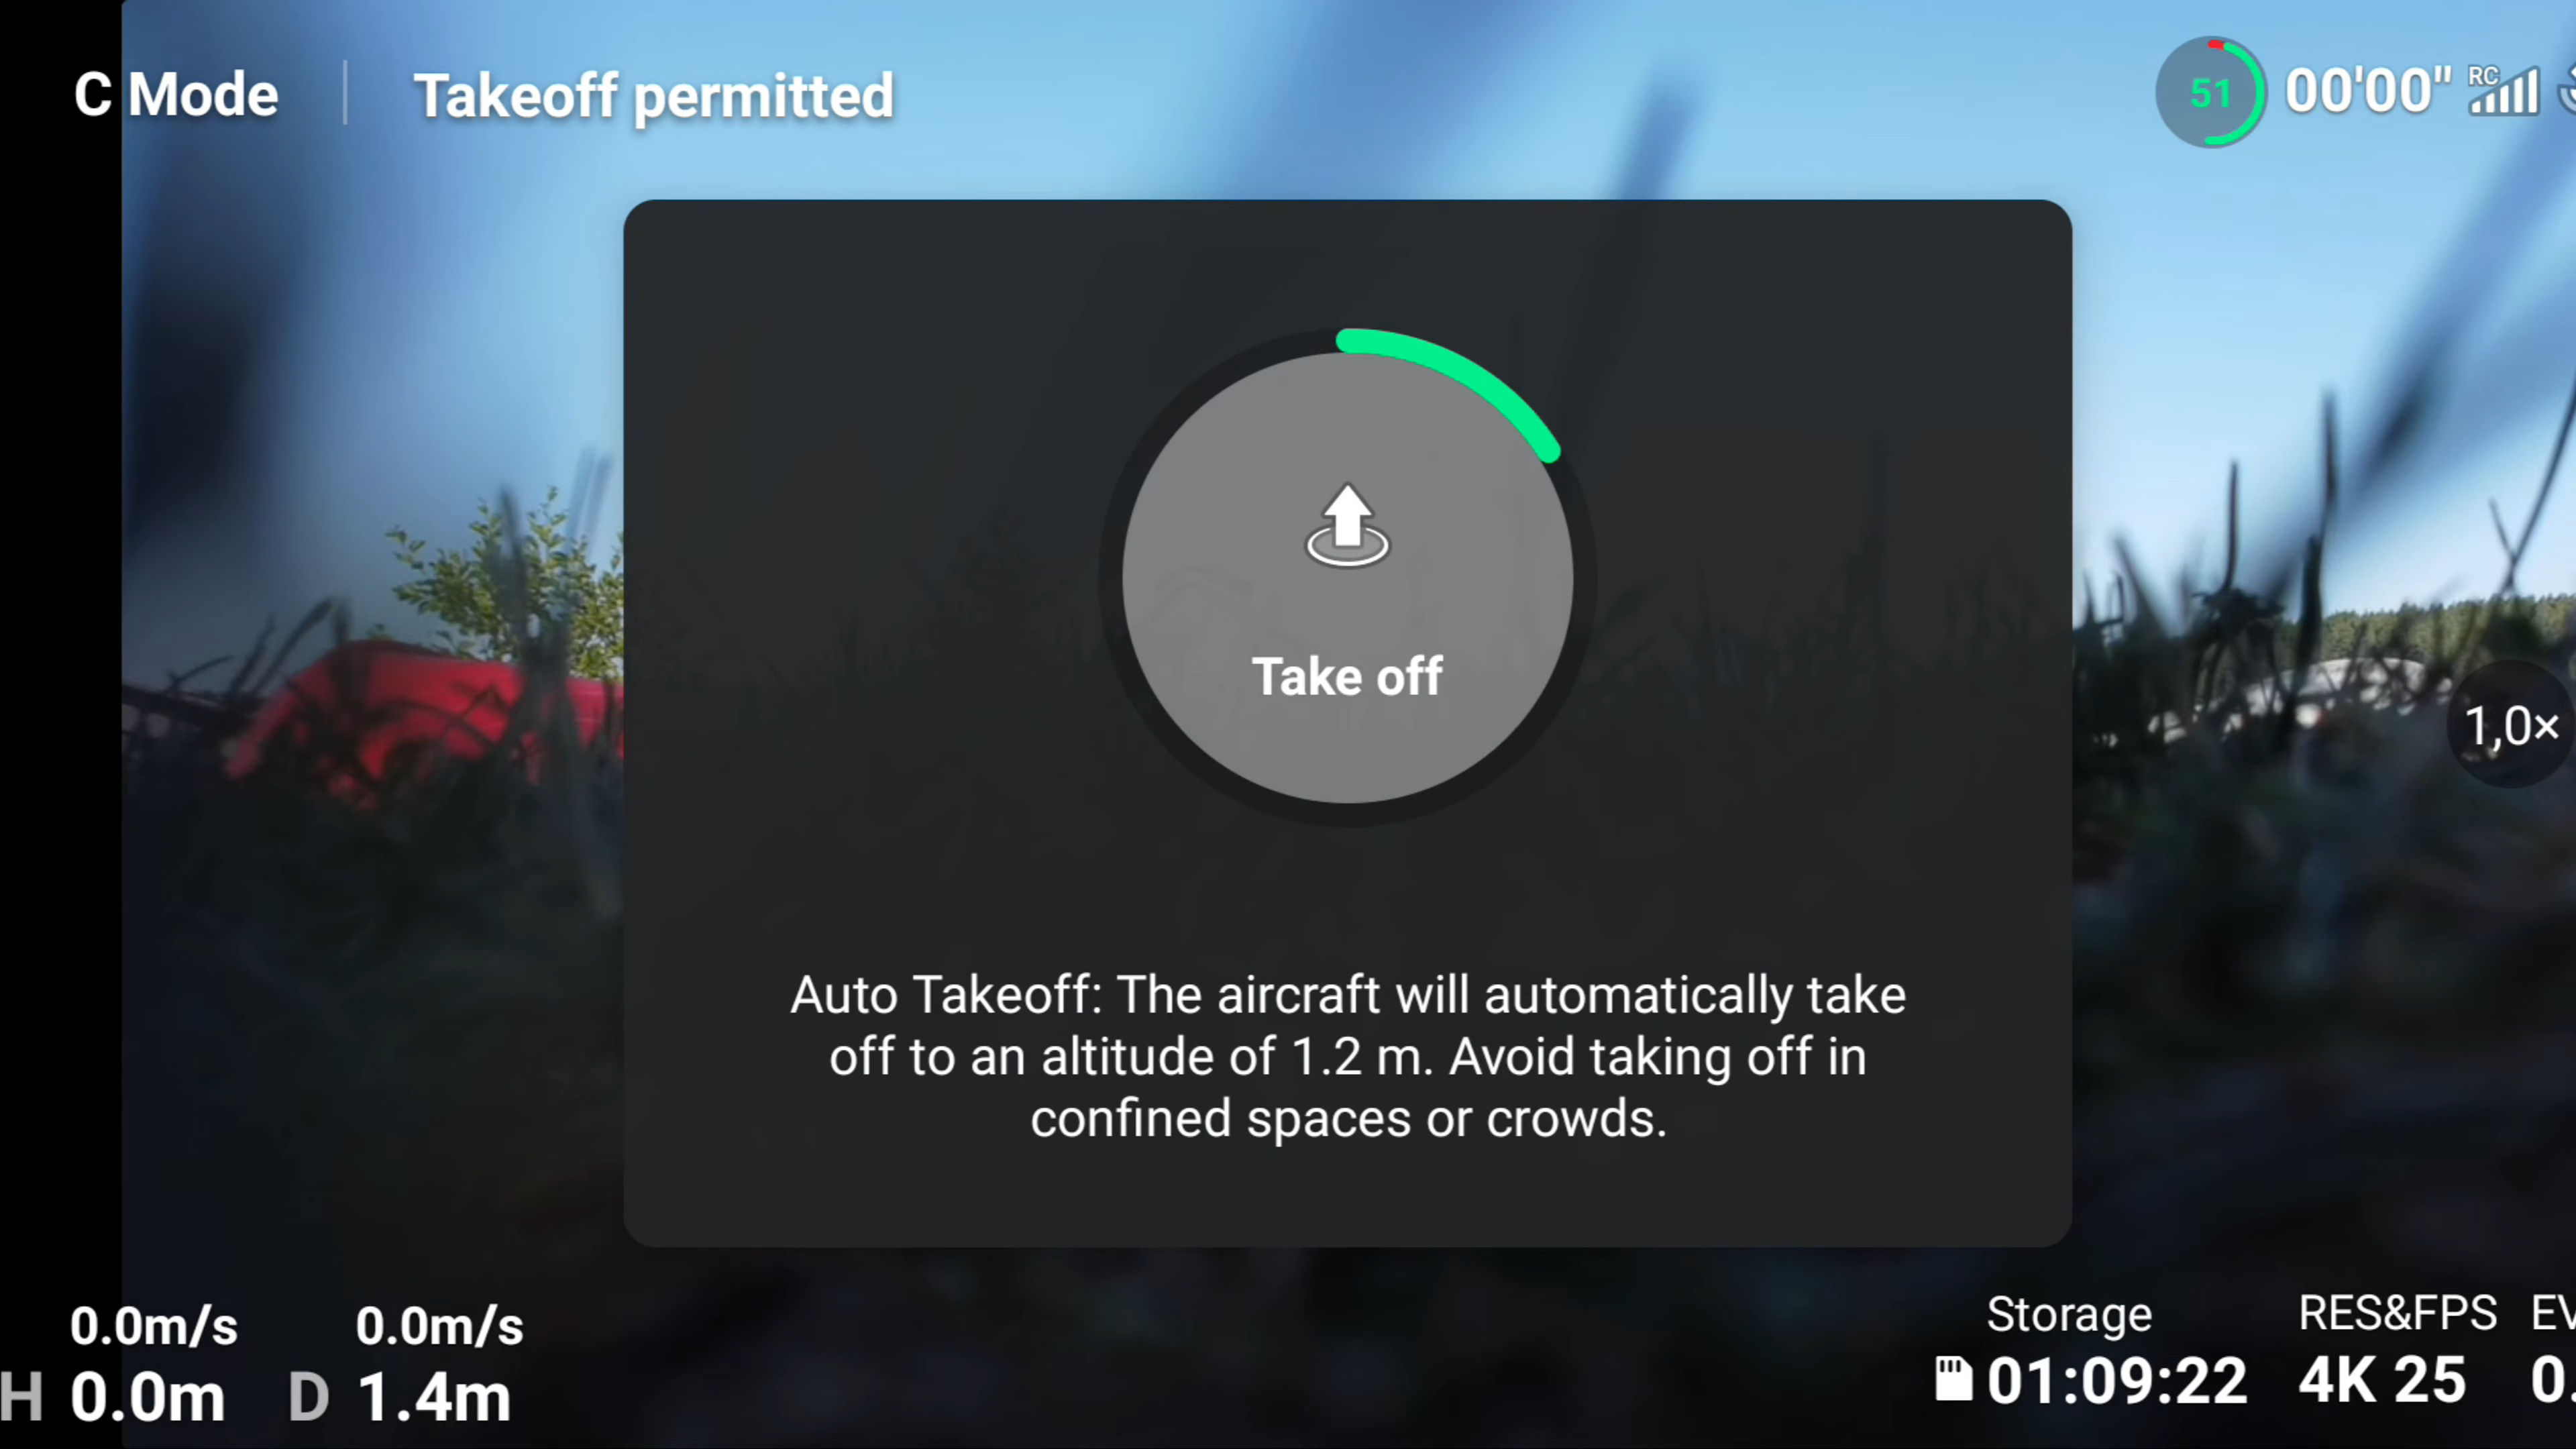 C Mode
Takeoff permitted
51
00'00"
RC
Take off
1,0×
Auto Takeoff: The aircraft will automatically take
off to an altitude of 1.2 m. Avoid taking off in
confined spaces or crowds.
0.0m/s
0.0m/s
H 0.0m
D 1.4m
Storage
01:09:22
RES&FPS
4K 25
EV
0.